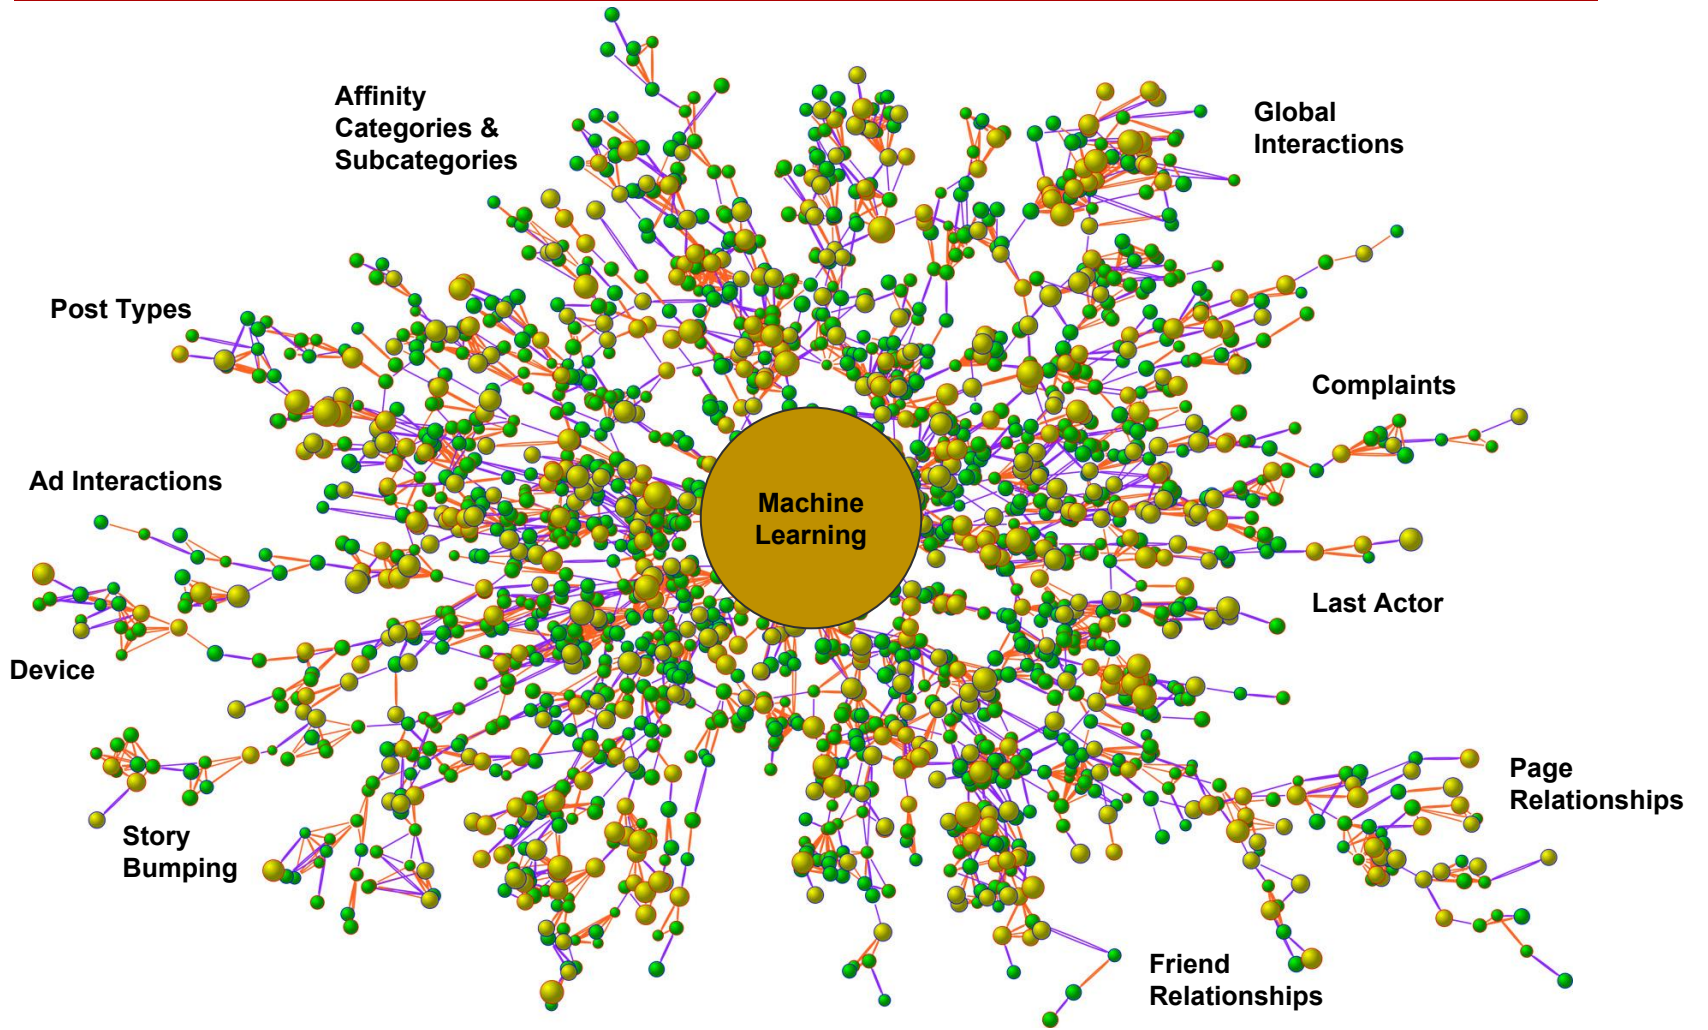 Affinity
Categories &
Subcategories
Global
Interactions
Post Types
Complaints
Ad Interactions
Machine
Learning
Last Actor
Device
Page
Relationships
Story
Bumping
Friend
Relationships